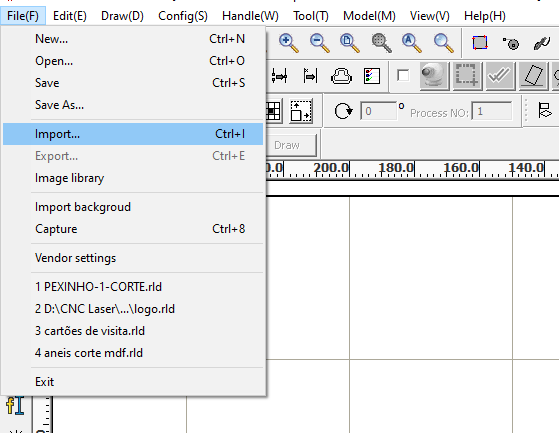 File(F) Edit(E) Draw(D) Config(S) Handle(W) Tool(T) Model(M) View(V) Help(H)
New... Ctrl+N
Open... Ctrl+O
Save Ctrl+S
Save As...
Import... Ctrl+I
Export... Ctrl+E
Image library
Import backgroud
Capture Ctrl+8
Vendor settings
1 PEXINHO-1-CORTE.rld
2 D:\CNC Laser\...\logo.rld
3 cartões de visita.rld
4 aneis corte mdf.rld
Exit
0 ° Process NO: 1
Draw
0.0 200.0 180.0 160.0 140.0